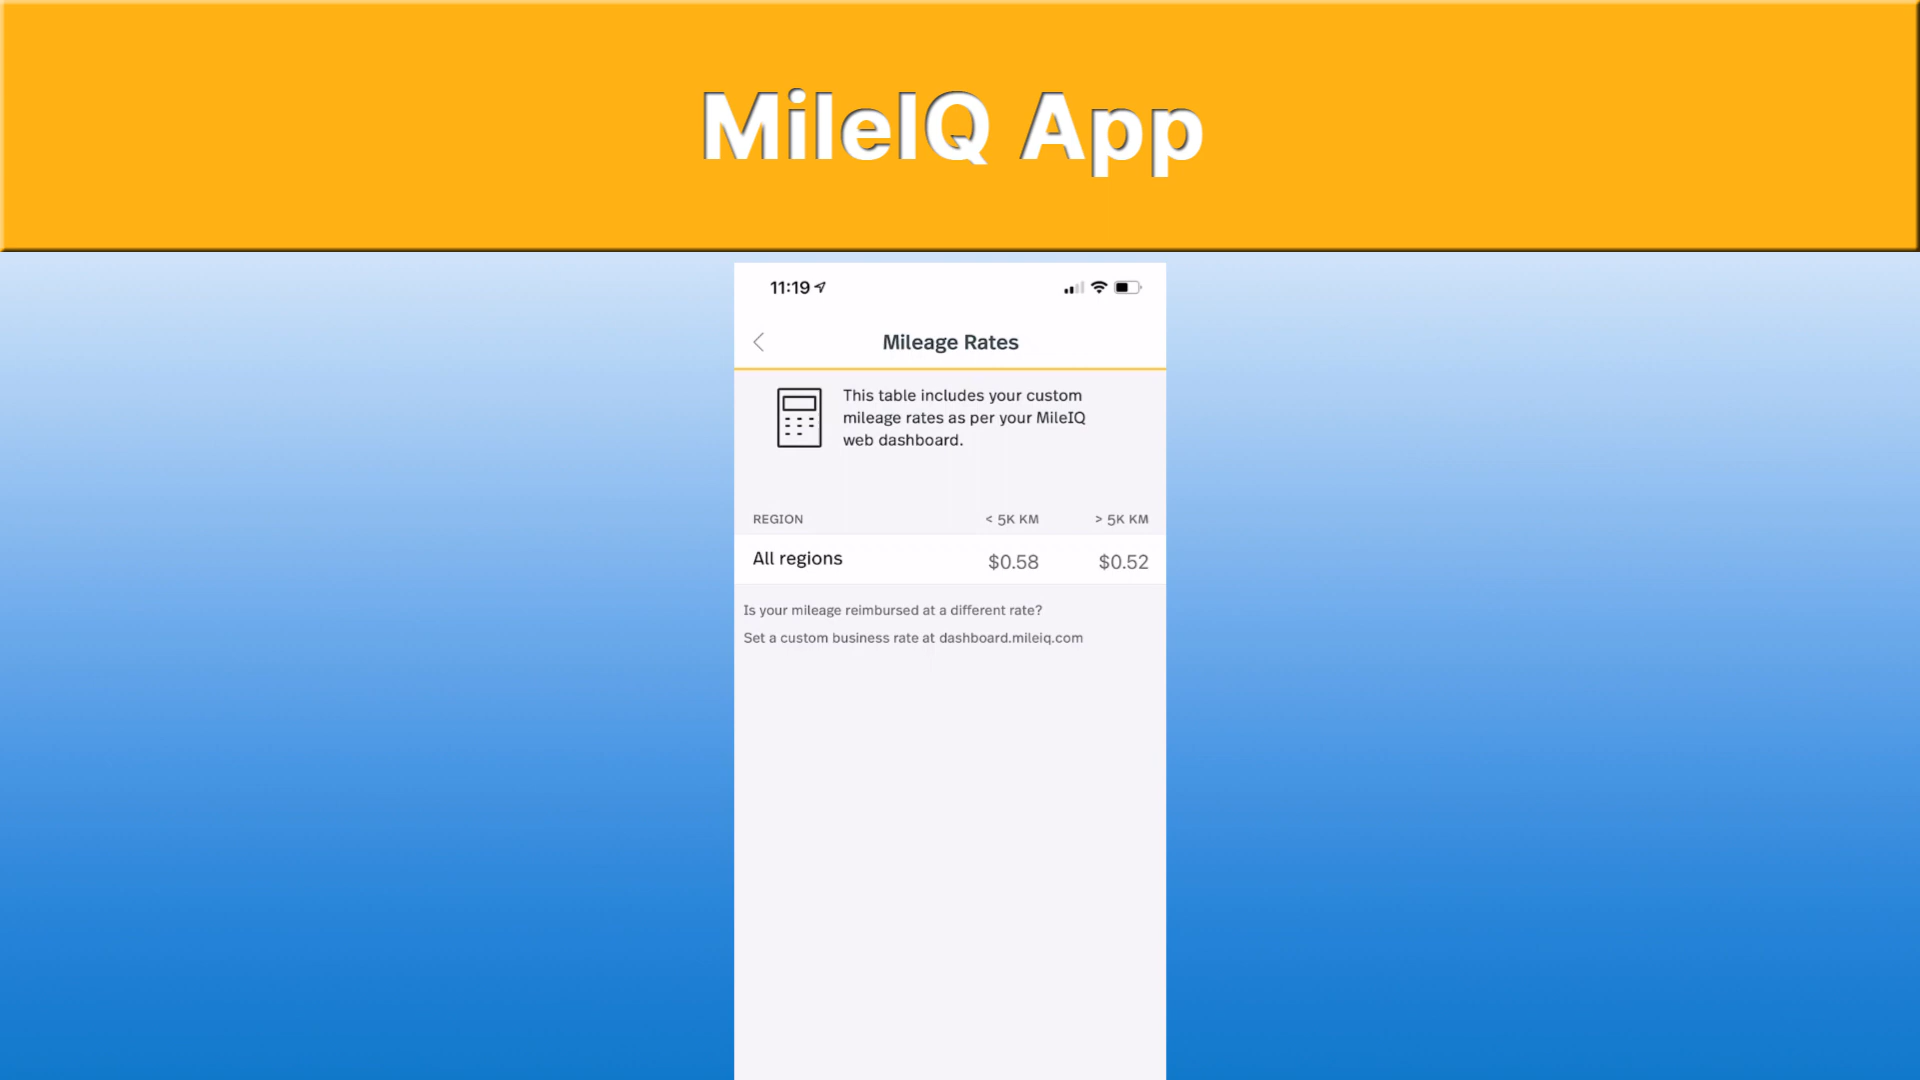 MileIQ App
11:19
Mileage Rates
This table includes your custom
mileage rates as per your MileIQ
web dashboard.
REGION < 5K KM > 5K KM
All regions $0.58 $0.52
Is your mileage reimbursed at a different rate?
Set a custom business rate at dashboard.mileiq.com